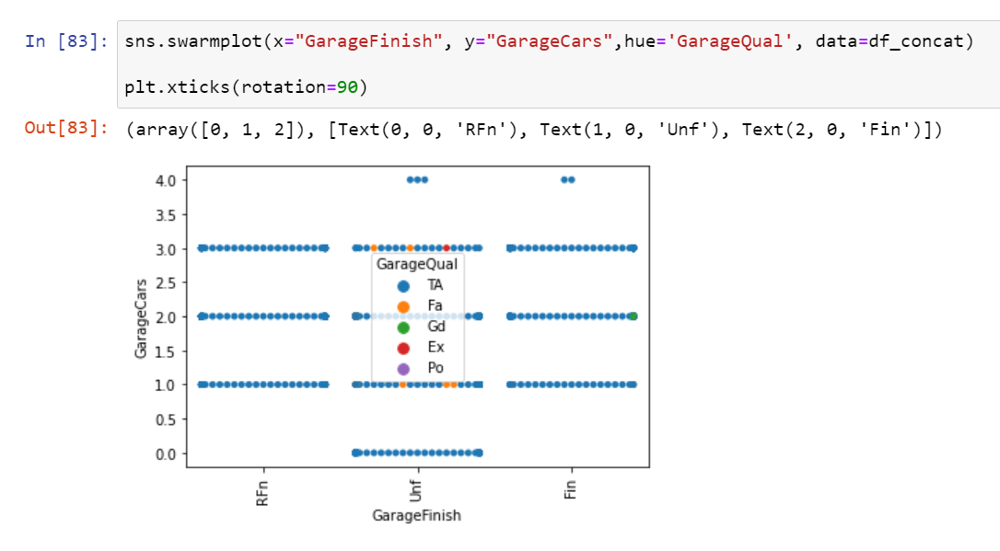 In [83]: sns.swarmplot(x="GarageFinish", y="GarageCars",hue='GarageQual', data=df_concat)
plt.xticks(rotation=90)
Out[83]: (array([0, 1, 2]), [Text(0, 0, 'RFn'), Text(1, 0, 'Unf'), Text(2, 0, 'Fin')])
4.0
3.5
3.0
2.5
2.0
1.5
1.0
0.5
0.0
GarageCars
GarageQual
TA
Fa
Gd
Ex
Po
RFn
Unf
Fin
GarageFinish